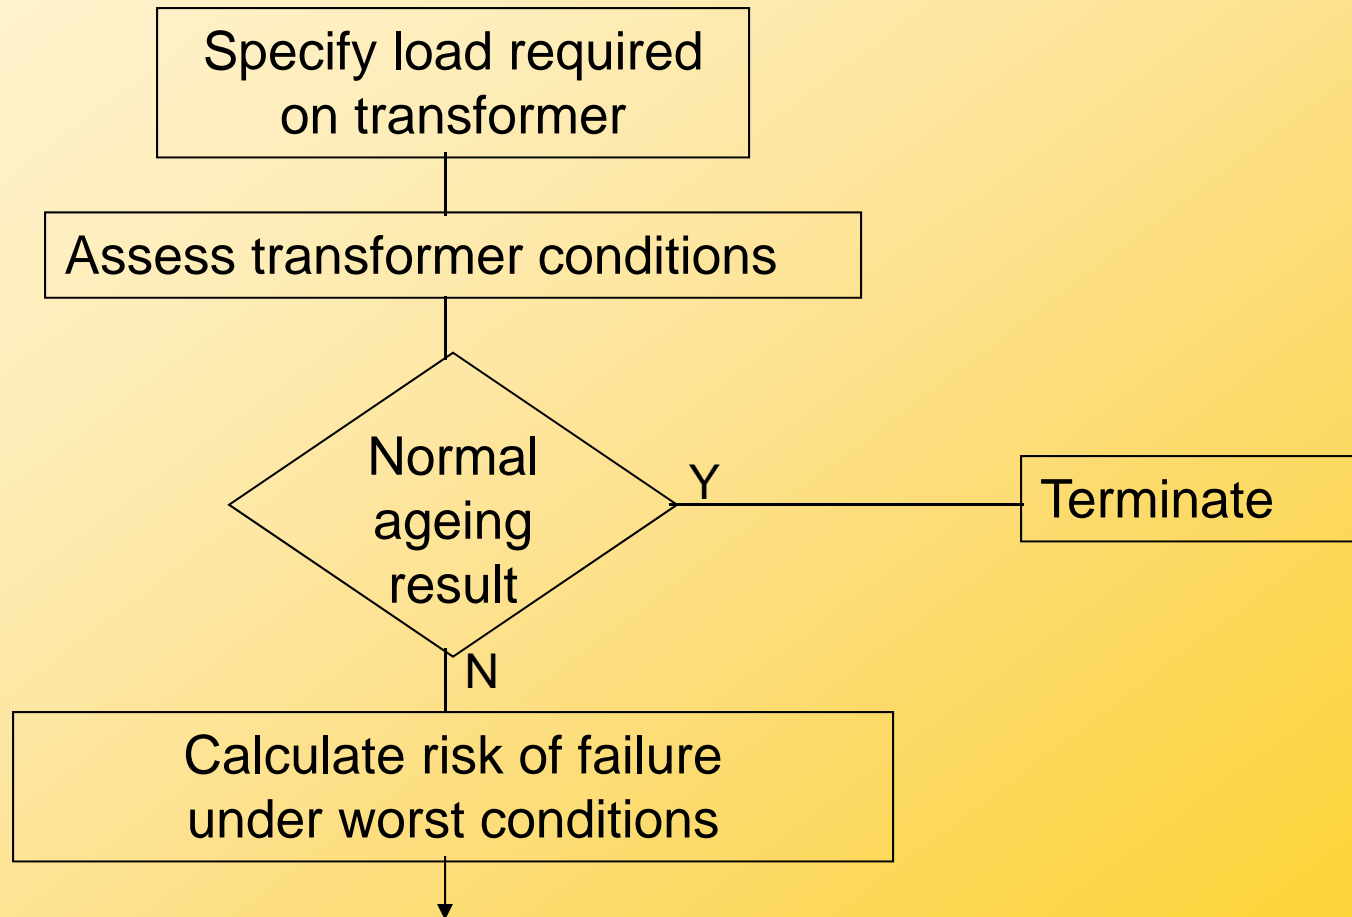 Specify load required
on transformer
Assess transformer conditions
Normal
ageing
result
Y
Terminate
N
Calculate risk of failure
under worst conditions